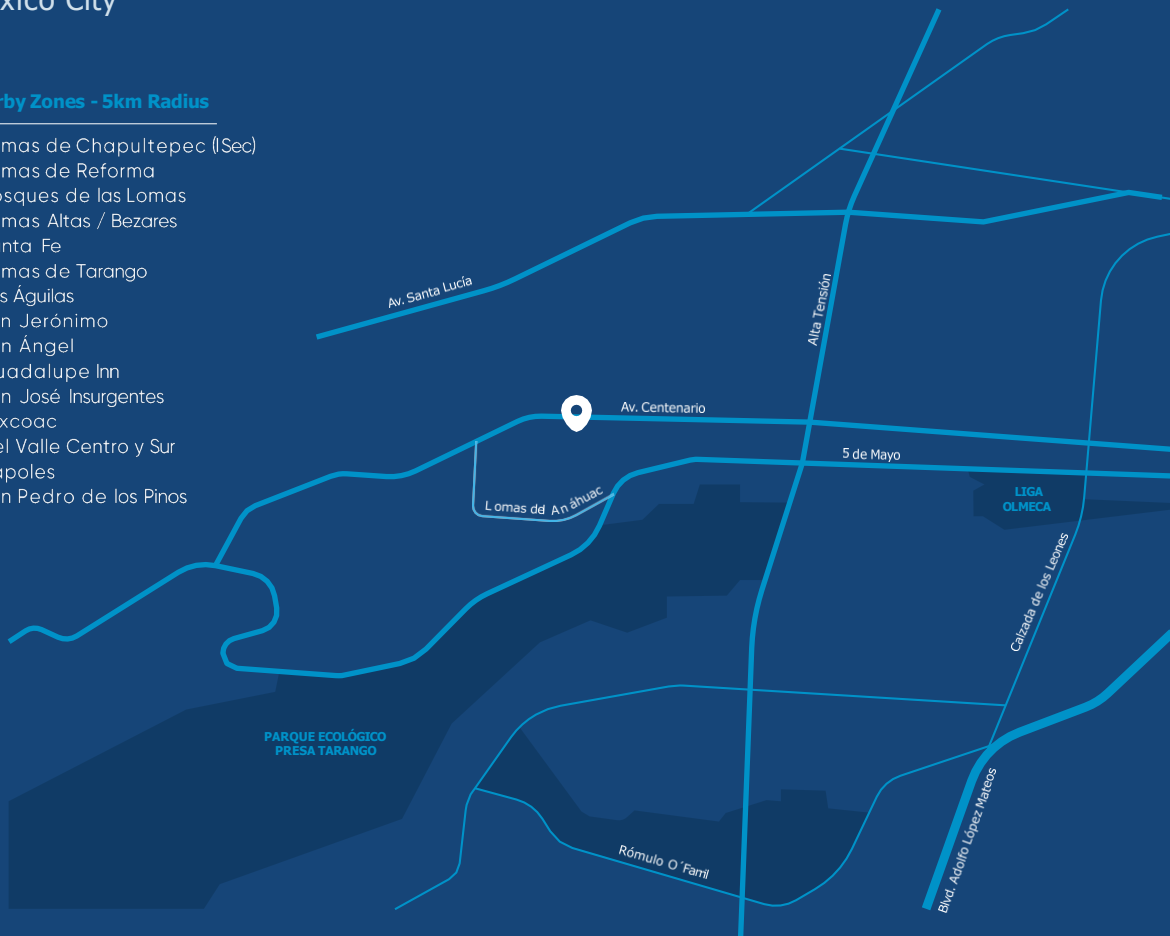 xico City
rby Zones - 5km Radius
mas de Chapultepec (ISec)
mas de Reforma
osques de las Lomas
mas Altas / Bezares
nta Fe
mas de Tarango
s Águilas
n Jerónimo
n Ángel
uadalupe Inn
n José Insurgentes
xcoac
el Valle Centro y Sur
apoles
n Pedro de los Pinos
Av. Santa Lucía
Alta Tensión
Av. Centenario
5 de Mayo
LIGA
OLMECA
Lomas del Anáhuac
Calzada de los Leones
PARQUE ECOLÓGICO
PRESA TARANGO
Rómulo O´Farril
Blvd. Adolfo López Mateos